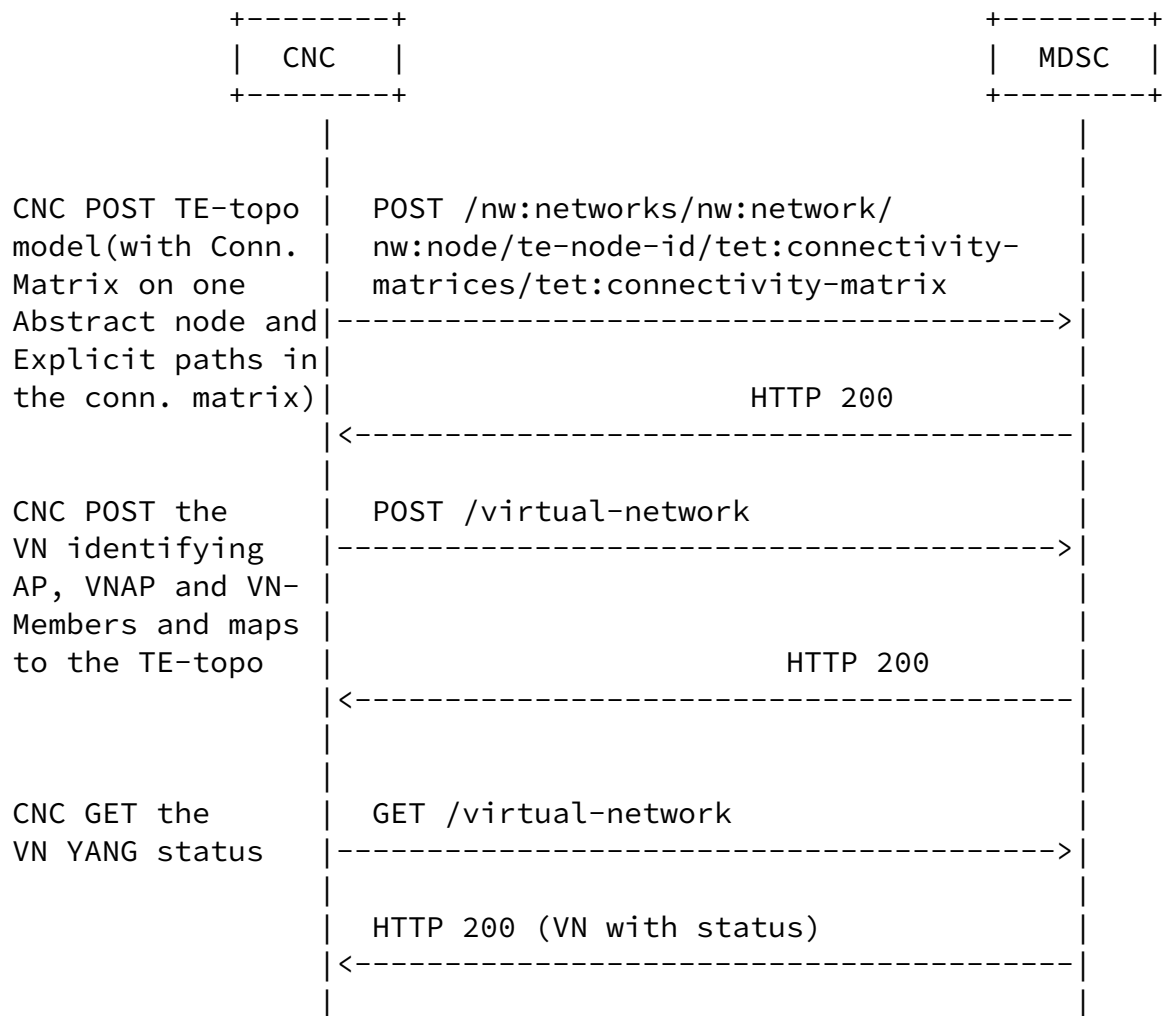 CNC MDSC
CNC POST TE-topo POST /nw:networks/nw:network/
model(with Conn. nw:node/te-node-id/tet:connectivity-
Matrix on one matrices/tet:connectivity-matrix
Abstract node and
Explicit paths in
the conn. matrix) HTTP 200
CNC POST the POST /virtual-network
VN identifying
AP, VNAP and VN-
Members and maps
to the TE-topo HTTP 200
CNC GET the GET /virtual-network
VN YANG status
HTTP 200 (VN with status)